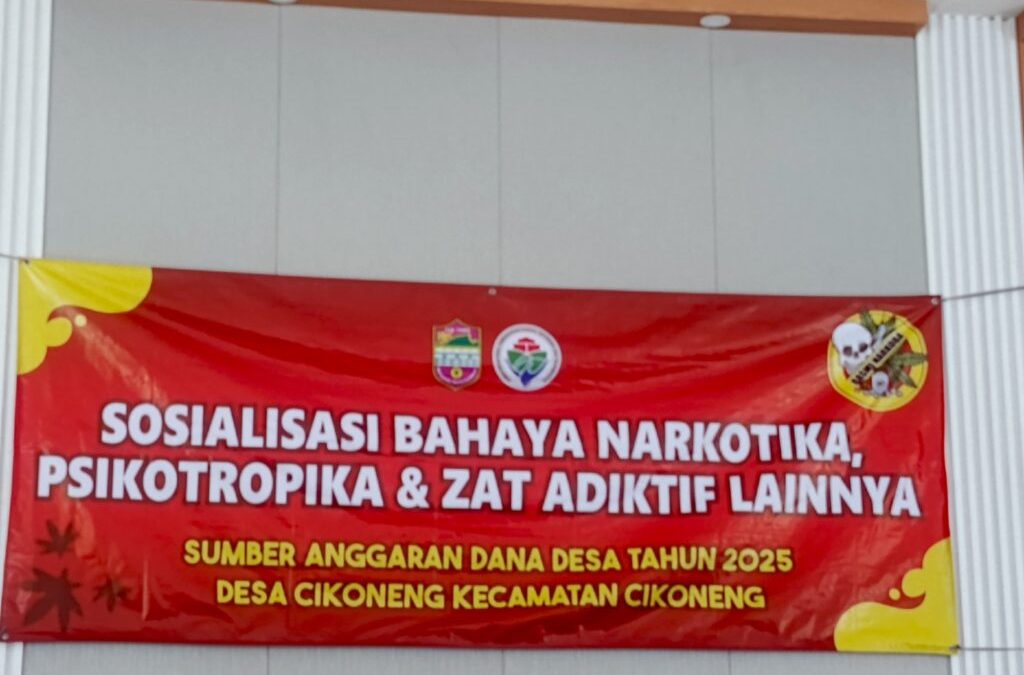 SOSIALISASI BAHAYA NARKOTIKA,
PSIKOTROPIKA & ZAT ADIKTIF LAINNYA
SUMBER ANGGARAN DANA DESA TAHUN 2025
DESA CIKONENG KECAMATAN CIKONENG